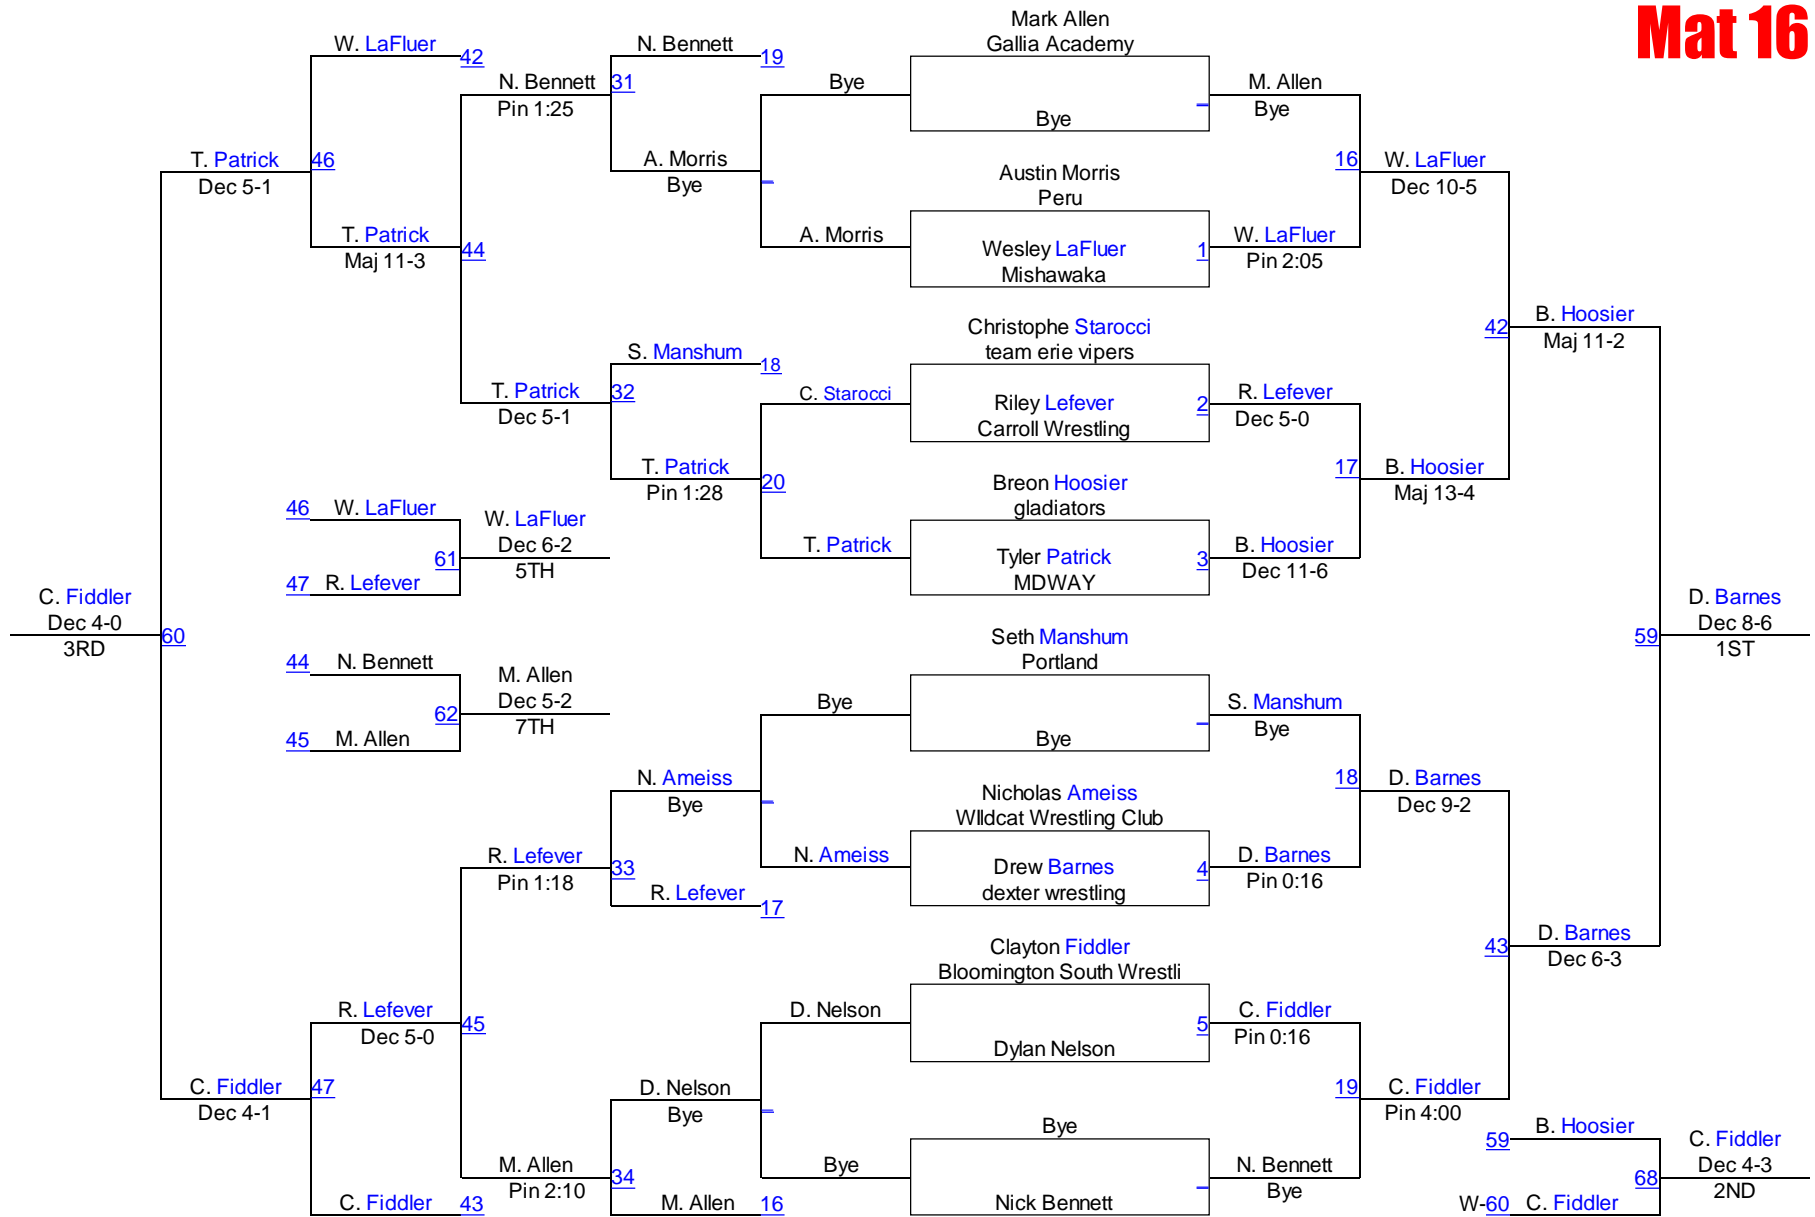 Mat 16
Mark Allen
Gallia Academy
W. LaFluer
42
N. Bennett
19
N. Bennett
31
Pin 1:25
Bye
M. Allen
Bye
Bye
T. Patrick
46
Dec 5-1
A. Morris
Bye
16
W. LaFluer
Dec 10-5
Austin Morris
Peru
T. Patrick
Maj 11-3
44
A. Morris
Wesley LaFluer
Mishawaka
1
W. LaFluer
Pin 2:05
Christophe Starocci
team erie vipers
42
B. Hoosier
Maj 11-2
S. Manshum
18
T. Patrick
32
Dec 5-1
C. Starocci
Riley Lefever
Carroll Wrestling
2
R. Lefever
Dec 5-0
T. Patrick
Pin 1:28
20
17
B. Hoosier
Maj 13-4
Breon Hoosier
gladiators
46
W. LaFluer
61
W. LaFluer
Dec 6-2
5TH
47
R. Lefever
T. Patrick
Tyler Patrick
MDWAY
3
B. Hoosier
Dec 11-6
C. Fiddler
Dec 4-0
3RD
60
59
D. Barnes
Dec 8-6
1ST
Seth Manshum
Portland
44
N. Bennett
62
M. Allen
Dec 5-2
7TH
45
M. Allen
Bye
Bye
S. Manshum
Bye
N. Ameiss
Bye
18
D. Barnes
Dec 9-2
Nicholas Ameiss
WIldcat Wrestling Club
R. Lefever
Pin 1:18
33
N. Ameiss
Drew Barnes
dexter wrestling
4
D. Barnes
Pin 0:16
R. Lefever
17
43
D. Barnes
Dec 6-3
Clayton Fiddler
Bloomington South Wrestli
R. Lefever
Dec 5-0
45
D. Nelson
5
Dylan Nelson
C. Fiddler
Pin 0:16
C. Fiddler
Dec 4-1
47
D. Nelson
Bye
19
C. Fiddler
Pin 4:00
Bye
M. Allen
Pin 2:10
34
Bye
Nick Bennett
N. Bennett
Bye
59
B. Hoosier
68
C. Fiddler
Dec 4-3
2ND
C. Fiddler
43
M. Allen
16
W-60
C. Fiddler